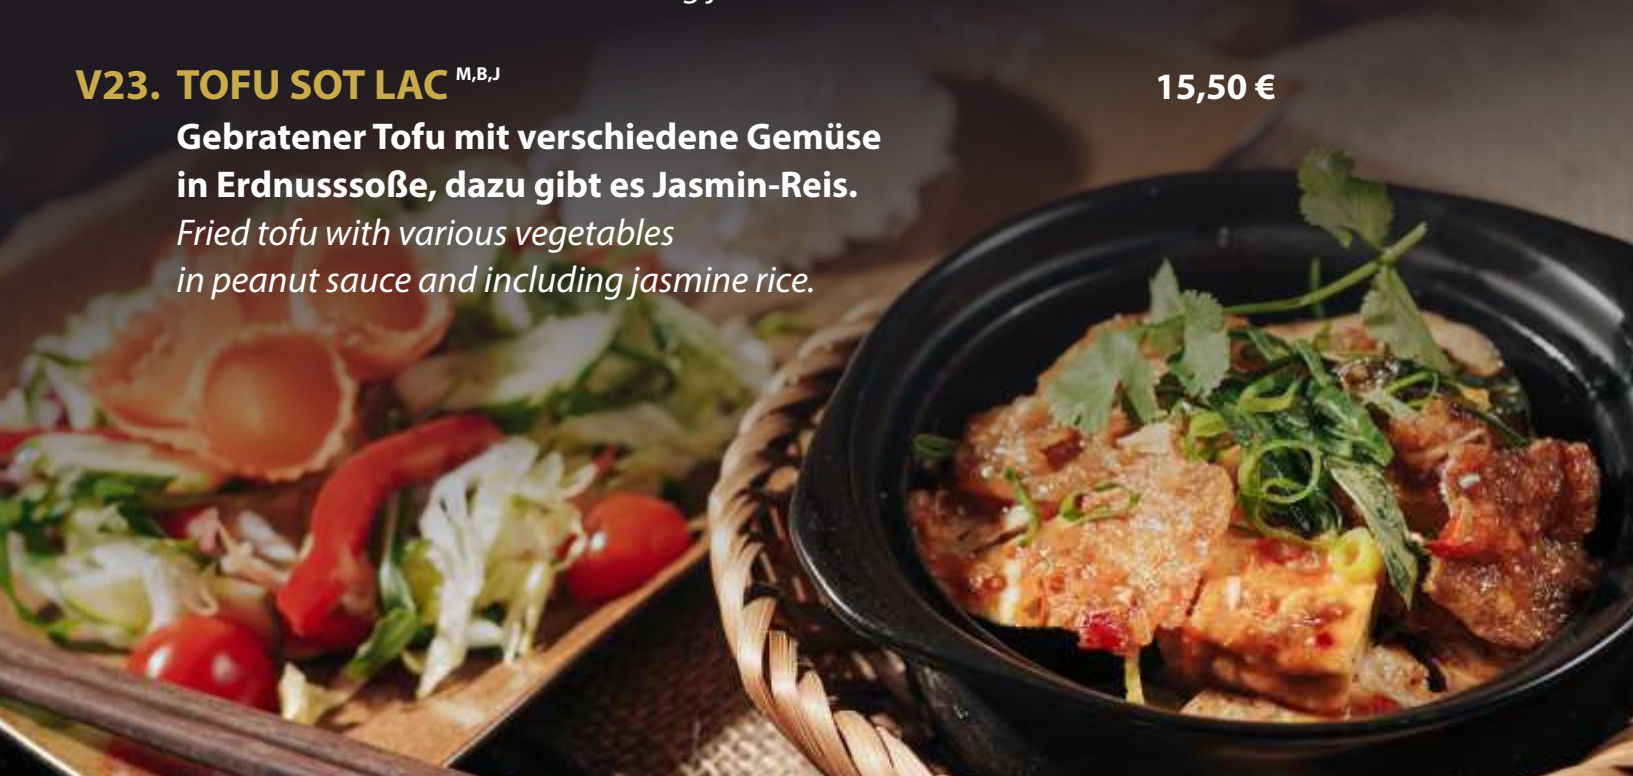 V23. TOFU SOT LAC M,B,J 15,50 €
Gebratener Tofu mit verschiedene Gemüse
in Erdnusssoße, dazu gibt es Jasmin-Reis.
Fried tofu with various vegetables
in peanut sauce and including jasmine rice.